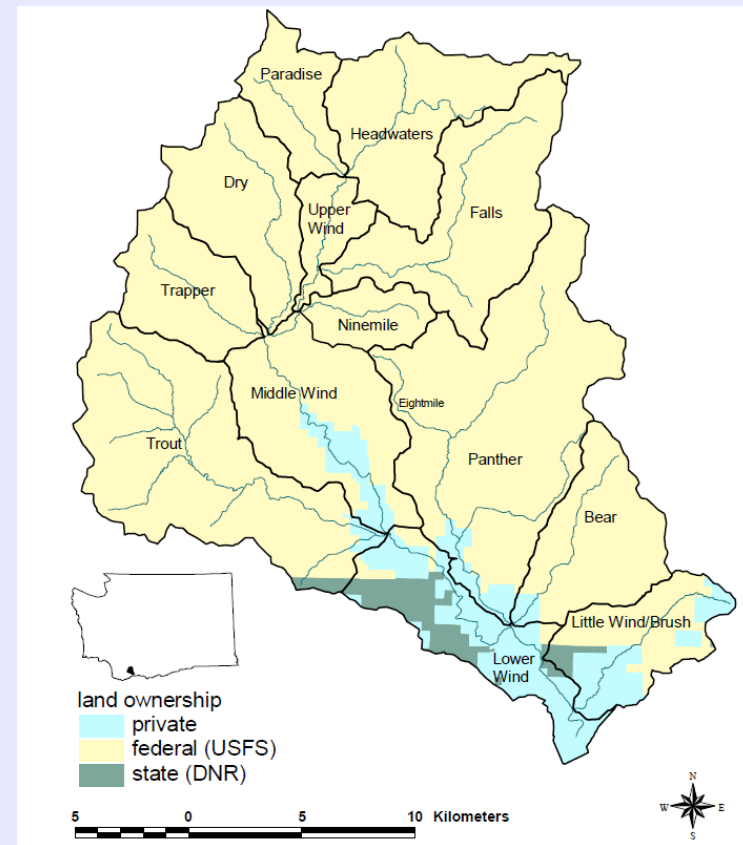 Paradise
Headwaters
Dry
Upper
Wind
Falls
Trapper
Ninemile
Middle Wind
Eightmile
Trout
Panther
Bear
Little Wind/Brush
Lower
Wind
land ownership
private
federal (USFS)
state (DNR)
5 0 5 10 Kilometers
N
W E
S